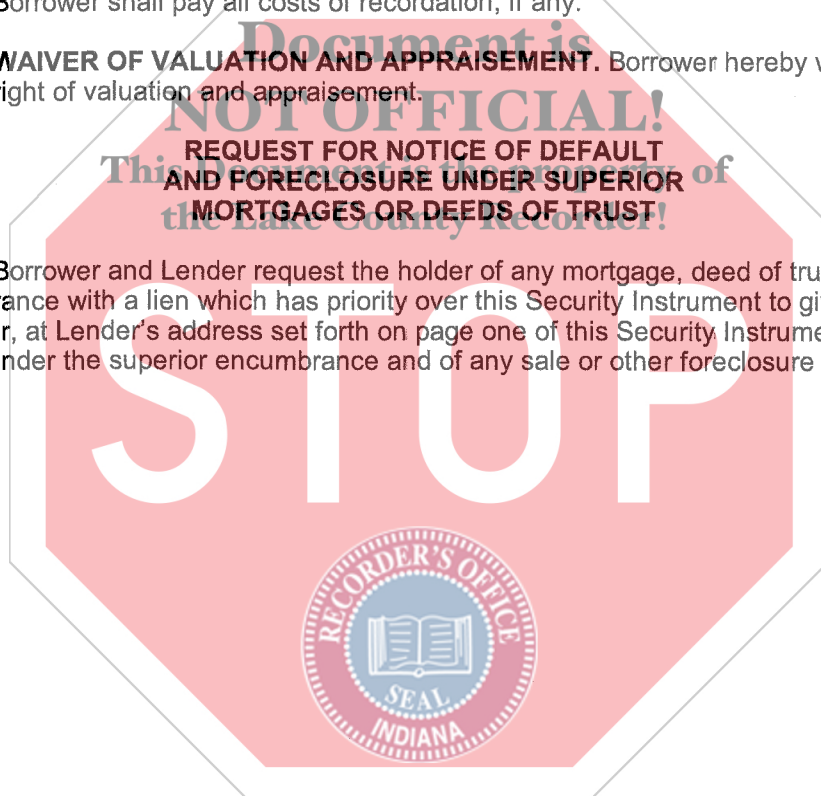 Borrower shall pay all costs of recordation, if any.
Document is
WAIVER OF VALUATION AND APPRAISEMENT. Borrower hereby
ight of valuation and appraisement.
NOT OFFICIAL!
REQUEST FOR NOTICE OF DEFAULT
This Document is the property of
AND FORECLOSURE UNDER SUPERIOR
MORTGAGES OR DEEDS OF TRUST
the Lake County Recorder!
Borrower and Lender request the holder of any mortgage, deed of tru
rance with a lien which has priority over this Security Instrument to gi
r, at Lender's address set forth on page one of this Security Instrume
nder the superior encumbrance and of any sale or other foreclosure
STOP
RECORDER'S OFFICE
SEAL
INDIANA